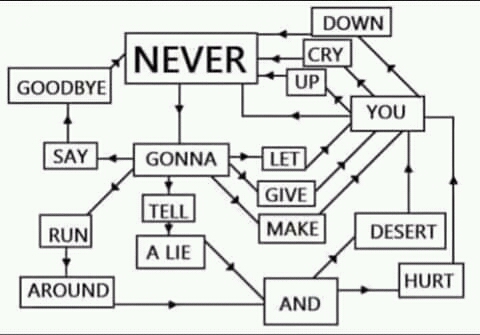 DOWN
NEVER
CRY
GOODBYE
UP
YOU
SAY
GONNA
LET
GIVE
TELL
MAKE
RUN
DESERT
A LIE
AROUND
AND
HURT